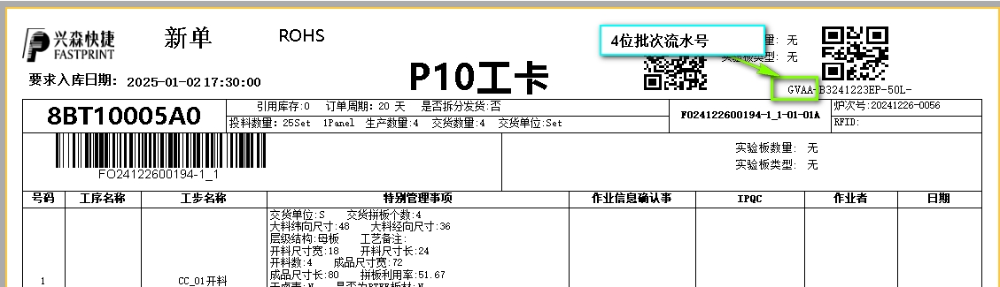 兴森快捷
FASTPRINT
新单
ROHS
4位批次流水号
量: 无
实验板类型: 无
要求入库日期: 2025-01-02 17:30:00
P10工卡
GVAA-B3241223EP-50L-
8BT10005A0
引用库存:0 订单周期: 20 天 是否拆分发货:否
投料数量: 25Set 1Panel 生产数量:4 交货数量:4 交货单位:Set
FO24122600194-1_1-01-01A
炉次号:20241226-0056
RFID:
FO24122600194-1_1
实验板数量: 无
实验板类型: 无
号码 工序名称 工步名称 特别管理事项 作业信息确认事 IPQC 作业者 日期
交货单位:S 交货拼板个数:4
大料纬向尺寸:48 大料经向尺寸:36
层级结构:母板 工艺备注:
开料尺寸宽:18 开料尺寸长:24
开料数:4 成品尺寸宽:72
成品尺寸长:80 拼板利用率:51.67
1 CC_01开料